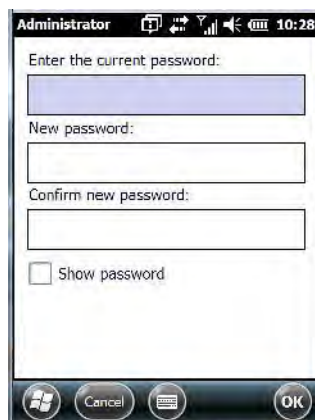 Administrator 10:28
Enter the current password:
New password:
Confirm new password:
Show password
Cancel OK